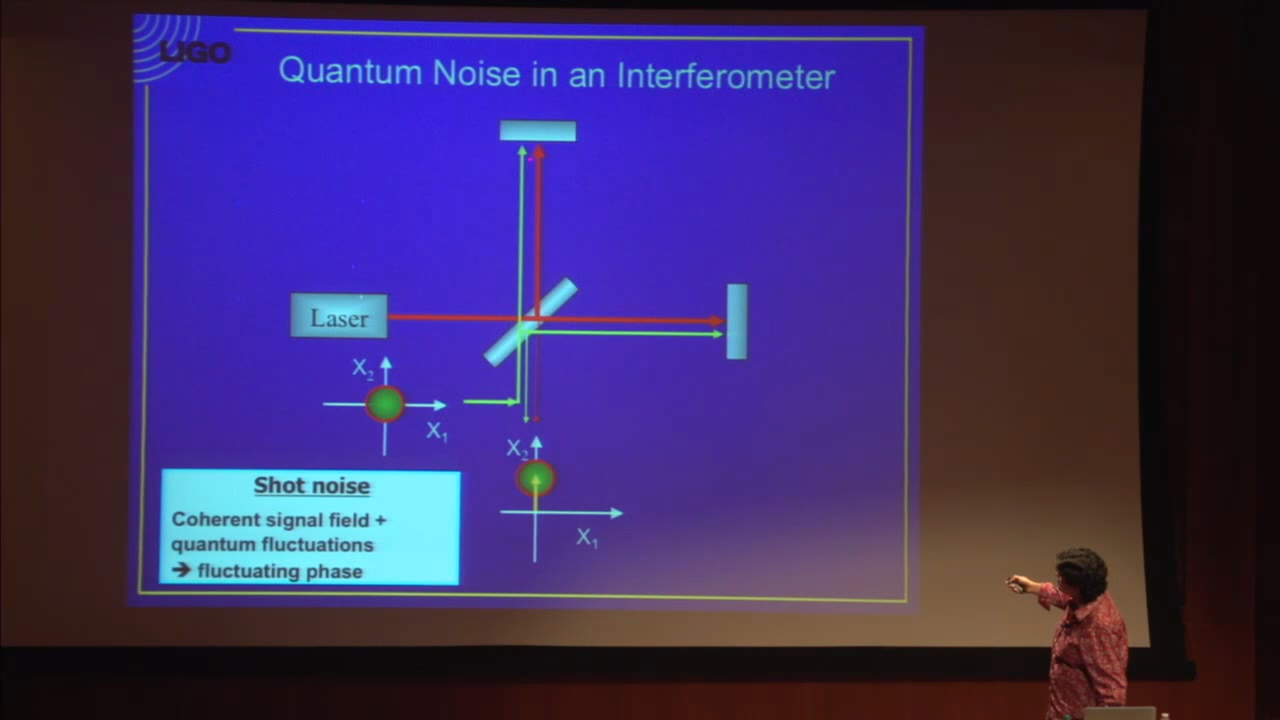 LIGO
Quantum Noise in an Interferometer
Laser
X₂
X₁
X₂
X₁
Shot noise
Coherent signal field +
quantum fluctuations
➔ fluctuating phase